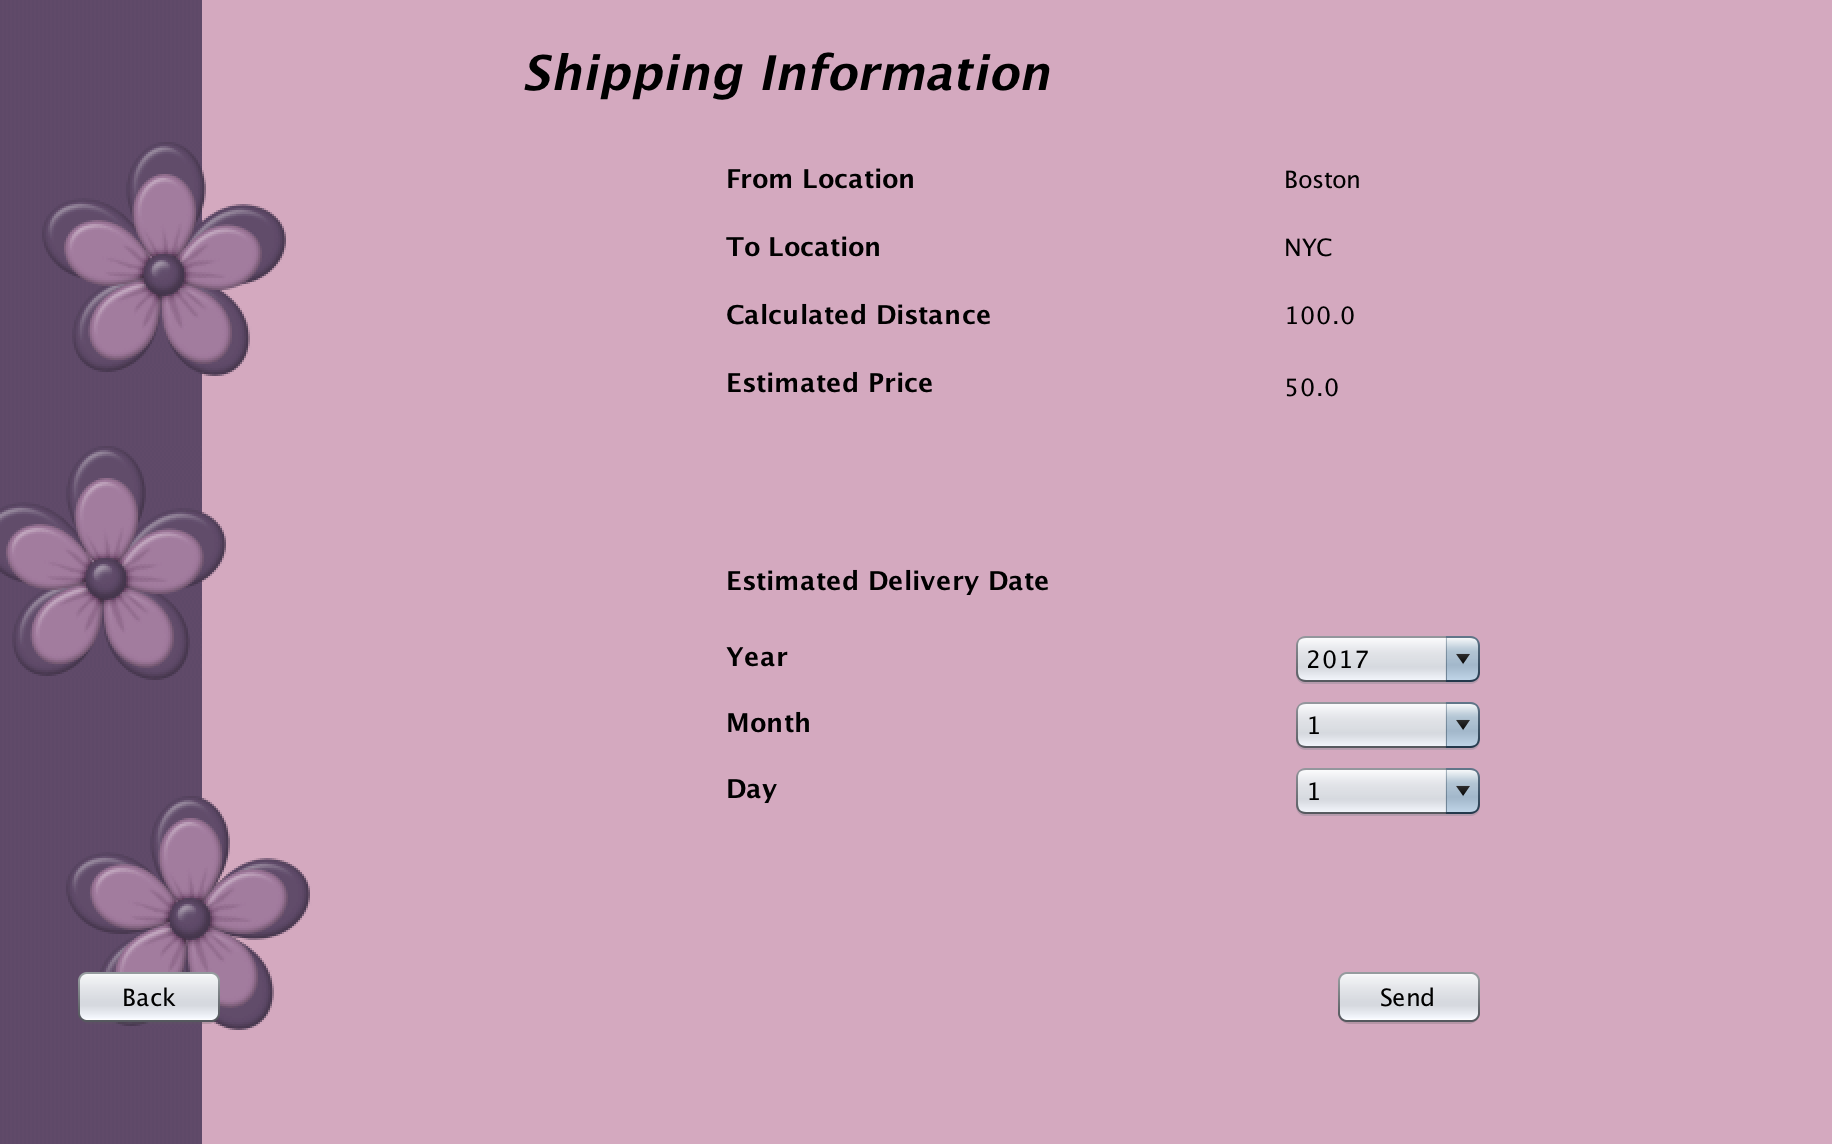 Shipping Information
From Location Boston
To Location NYC
Calculated Distance 100.0
Estimated Price 50.0
Estimated Delivery Date
Year 2017
Month 1
Day 1
Back Send